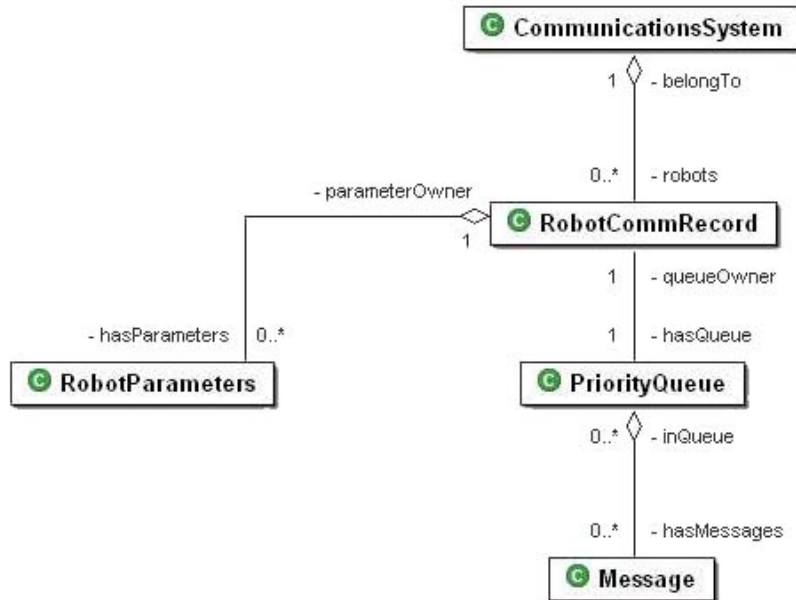 C CommunicationsSystem
1 - belongTo
0..* - robots
- parameterOwner
C RobotCommRecord
1
1 - queueOwner
- hasParameters 0..*
1 - hasQueue
C RobotParameters
C PriorityQueue
0..* - inQueue
0..* - hasMessages
C Message